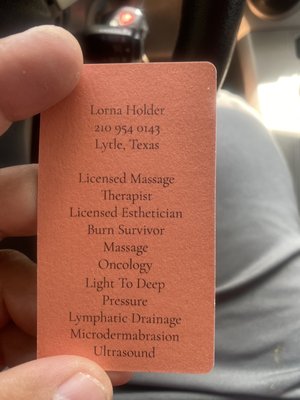 Lorna Holder
210 954 0143
Lytle, Texas
Licensed Massage
Therapist
Licensed Esthetician
Burn Survivor
Massage
Oncology
Light To Deep
Pressure
Lymphatic Drainage
Microdermabrasion
Ultrasound